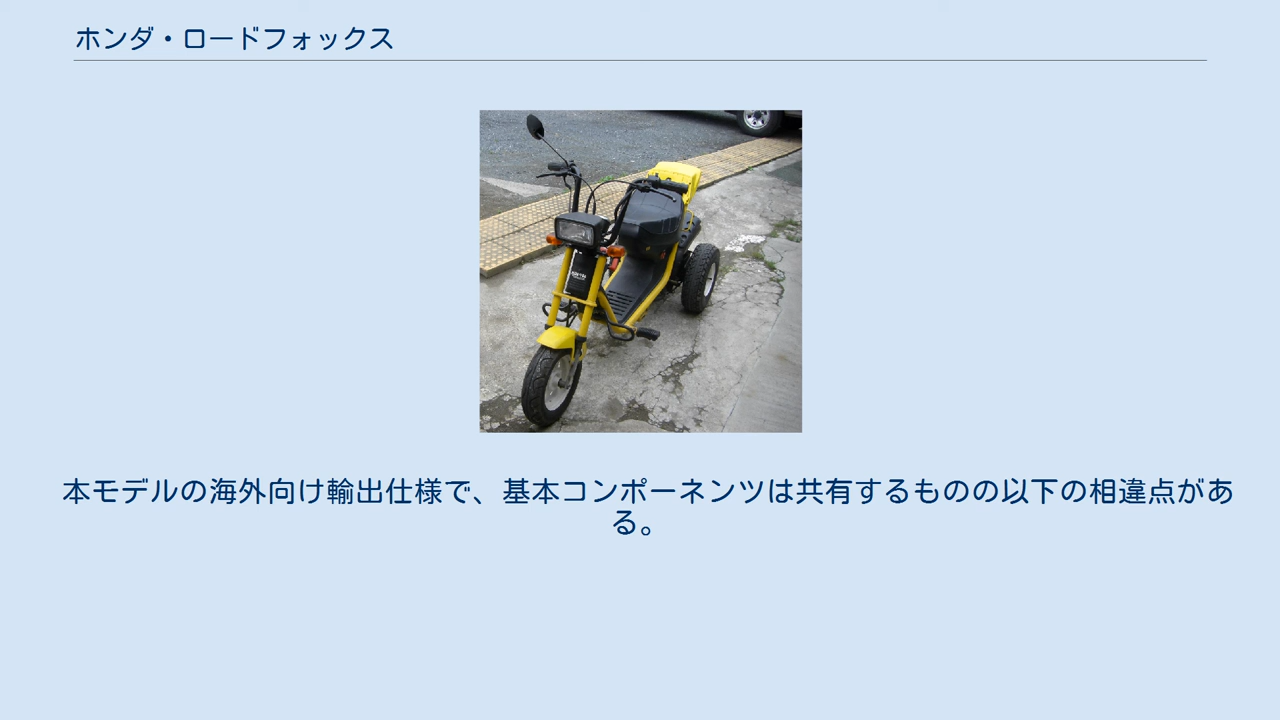 ホンダ・ロードフォックス
本モデルの海外向け輸出仕様で、基本コンポーネンツは共有するものの以下の相違点があ
る。